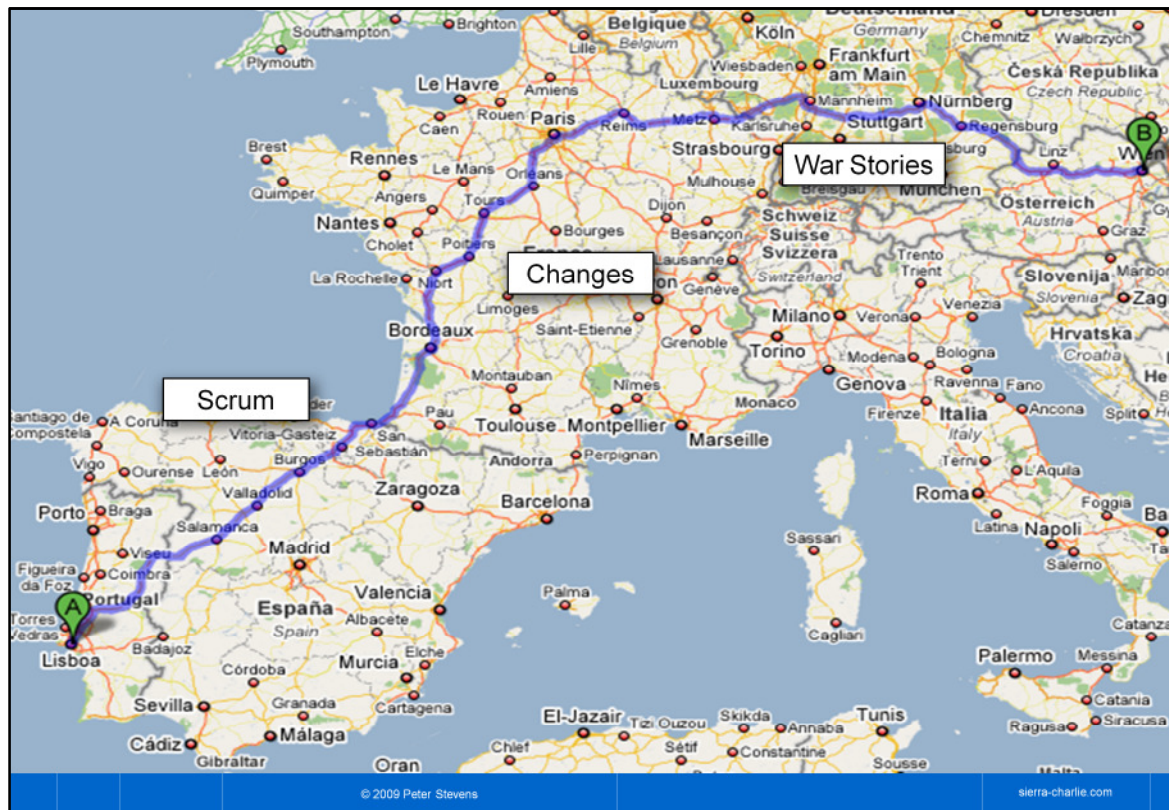 Southampton
Brighton
Plymouth
Lille
Belgique
Belgium
Köln
Deutschland
Germany
Dresden
Chemnitz
Wałbrzych
Wiesbaden
Frankfurt
am Main
Česká Republika
Czech Republic
Le Havre
Amiens
Rouen
Luxembourg
Caen
Paris
Reims
Metz
Mannheim
Nürnberg
Karlsruhe
Stuttgart
Regensburg
Strasbourg
B
Brest
Quimper
Rennes
Le Mans
Orléans
War Stories
Linz
Wien
Angers
Tours
Mulhouse
Breisgau
München
Österreich
Austria
Nantes
Cholet
Bourges
Dijon
Besançon
Schweiz
Suisse
Svizzera
Switzerland
Graz
Poitiers
La Rochelle
Niort
Changes
Lausanne
Genève
Trento
Trient
Slovenija
Slovenia
Maribor
Zag
Limoges
Saint-Etienne
Milano
Verona
Venezia
Hrvatska
Croatia
Bordeaux
Grenoble
Torino
Modena
Bologna
Montauban
Nîmes
Monaco
Genova
Ravenna
Fano
Scrum
Pau
Toulouse
Montpellier
Marseille
Firenze
Italia
Italy
Ancona
Split
Santiago de
Compostela
A Coruña
Vitoria-Gasteiz
San
Sebastián
Andorra
Perpignan
Vigo
Ourense
León
Burgos
Terni
L'Aquila
Braga
Valladolid
Zaragoza
Barcelona
Roma
Porto
Salamanca
Latina
Foggia
Napoli
Viseu
Madrid
Sassari
Salerno
Figueira
da Foz
Coimbra
A
Portugal
España
Spain
Valencia
Palma
Torres
Vedras
Albacete
Cagliari
Lisboa
Badajoz
Elche
Palermo
Messina
Córdoba
Murcia
Cartagena
Catania
Sevilla
Granada
El-Jazair
Tizi Ouzou
Skikda
Annaba
Tunis
Ragusa
Siracusa
Cádiz
Málaga
Gibraltar
Chlef
Sétif
Constantine
Sousse
Oran
Malta
© 2009 Peter Stevens
sierra-charlie.com